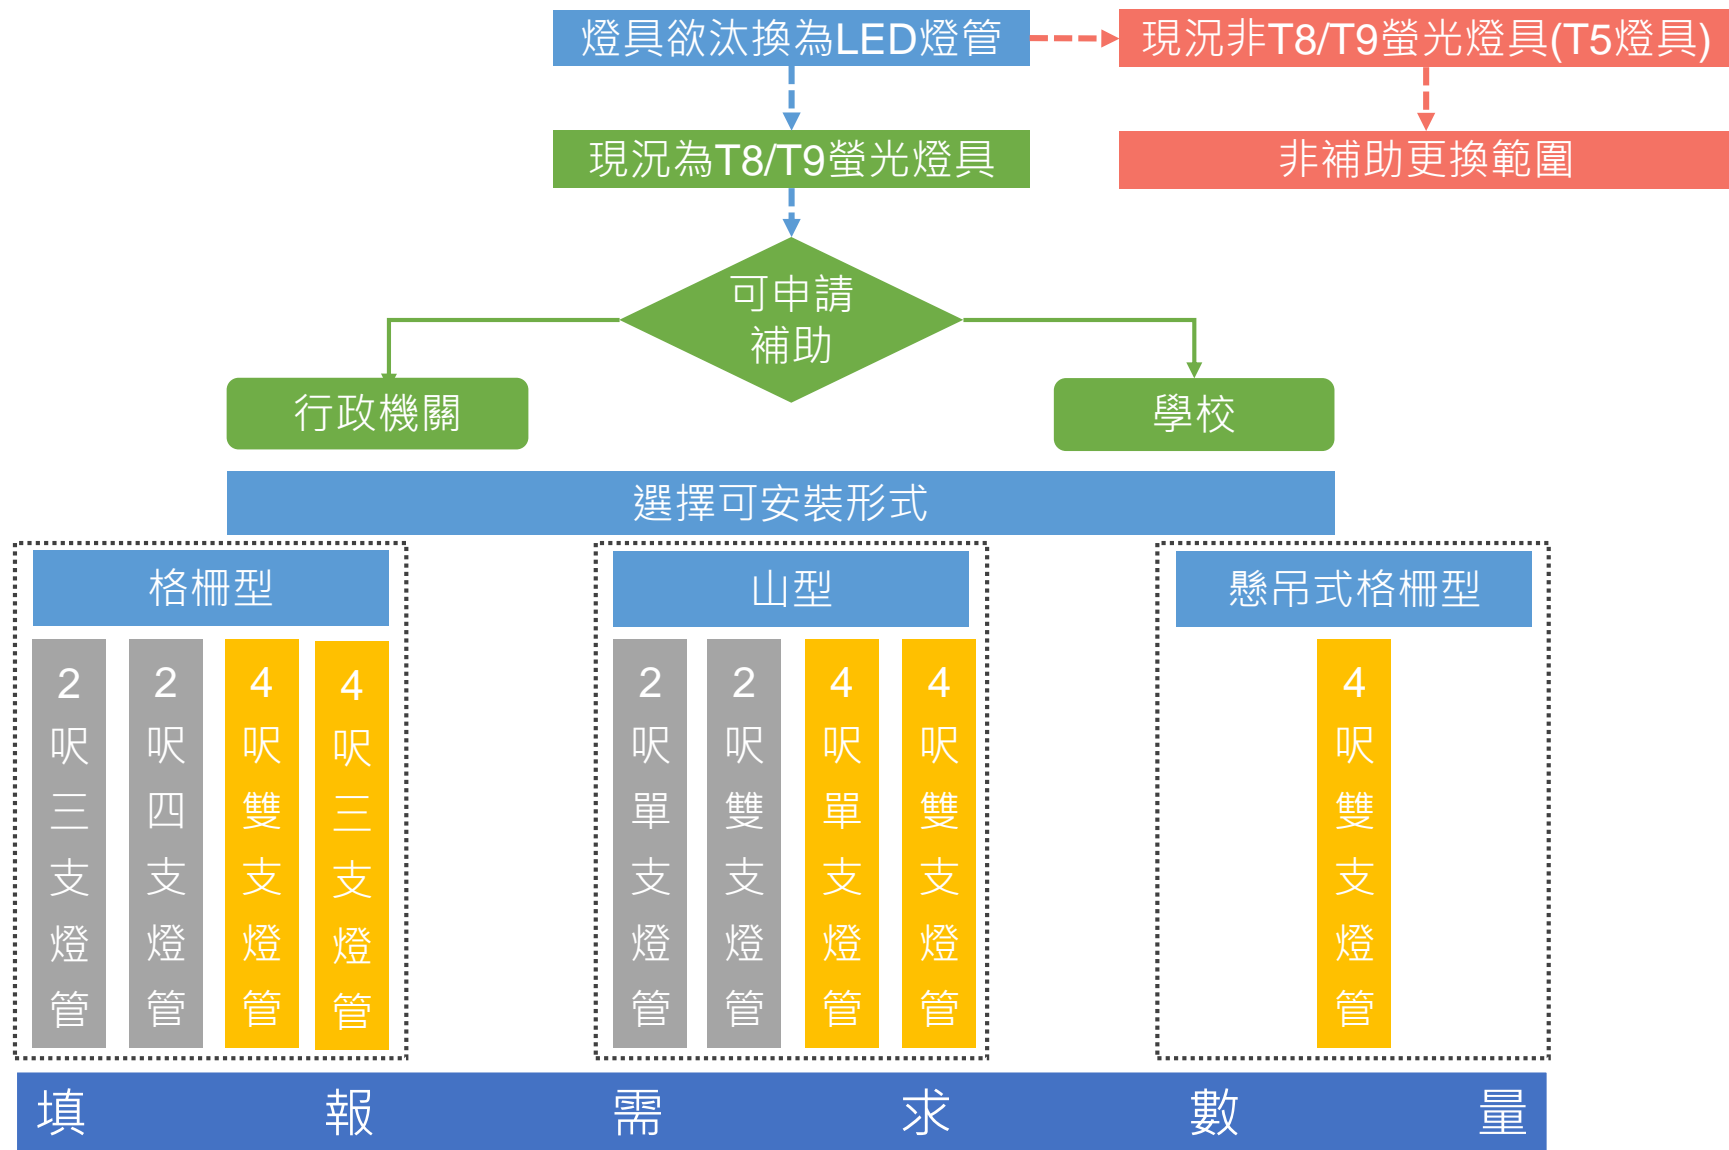 燈具欲汰換為LED燈管
現況非T8/T9螢光燈具(T5燈具)
現況為T8/T9螢光燈具
非補助更換範圍
可申請
補助
行政機關
學校
選擇可安裝形式
格柵型
山型
懸吊式格柵型
2呎三支燈管
2呎四支燈管
4呎雙支燈管
4呎三支燈管
2呎單支燈管
2呎雙支燈管
4呎單支燈管
4呎雙支燈管
4呎雙支燈管
填報需求數量